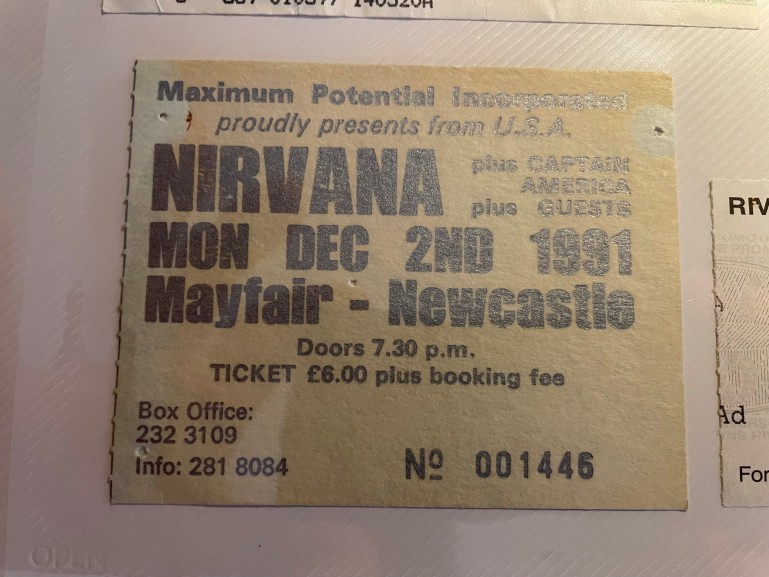 Maximum Potential Incorporated
proudly presents from U.S.A.
NIRVANA plus CAPTAIN
AMERICA
plus GUESTS
MON DEC 2ND 1991
Mayfair - Newcastle
Doors 7.30 p.m.
TICKET £6.00 plus booking fee
Box Office:
232 3109
Info: 281 8084
Nº 001446
RIV
Ad
For
OPEN